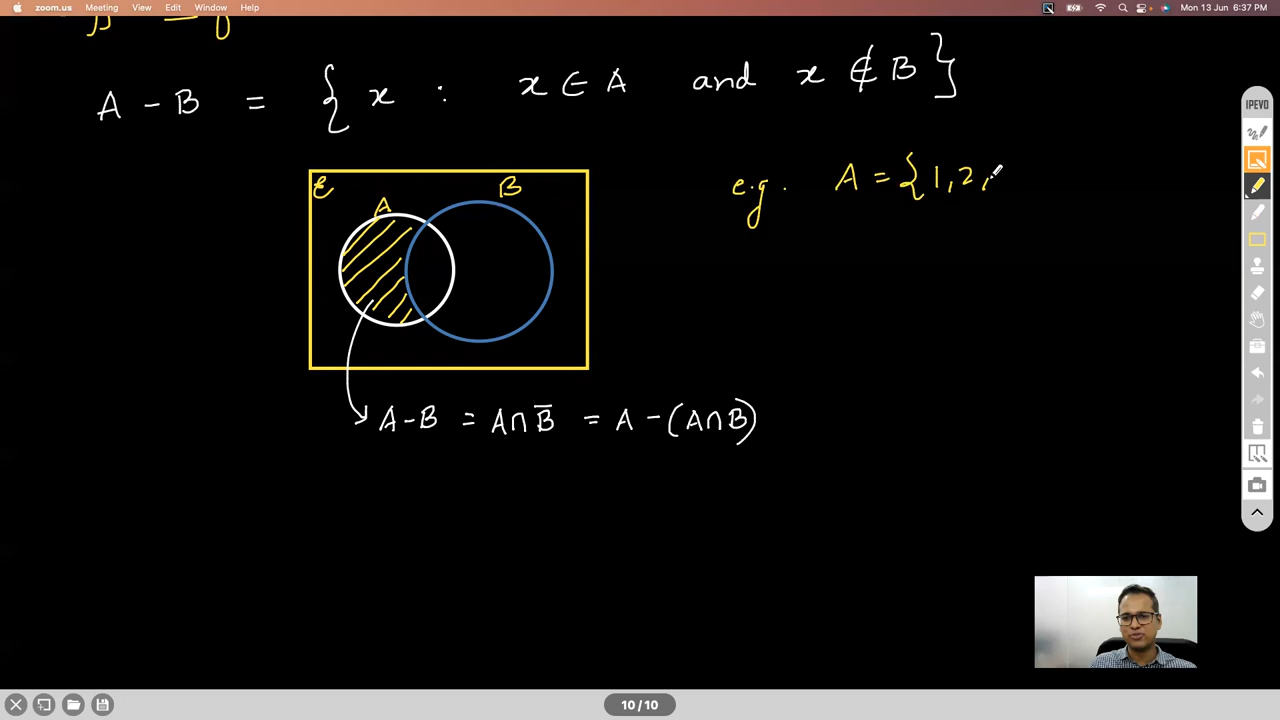 zoom.us Meeting View Edit Window Help Mon 13 Jun 6:37 PM
A - B = { x : x ∈ A and x ∉ B }
IPEVO
e.g. A = { 1, 2,
ℰ A B
A - B = A ∩ B̅ = A - (A ∩ B)
10 / 10